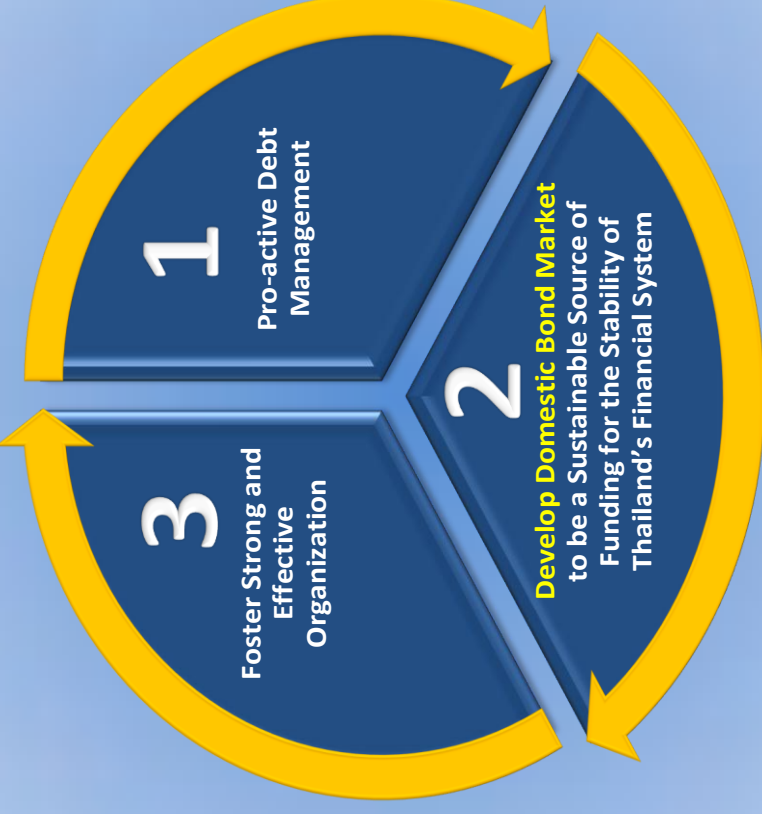 1
Pro-active Debt
Management
2
Develop Domestic Bond Market
to be a Sustainable Source of
Funding for the Stability of
Thailand’s Financial System
3
Foster Strong and
Effective
Organization